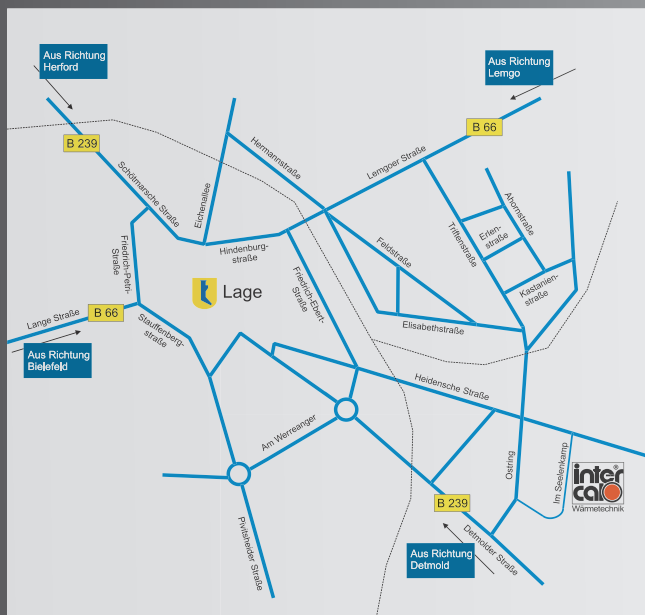 Aus Richtung
Herford
Aus Richtung
Lemgo
B 239
B 66
Schötmarsche Straße
Eichenallee
Hermannstraße
Lemgoer Straße
Ahornstraße
Triftenstraße
Erlen-
straße
Feldstraße
Hindenburg-
straße
Friedrich-Petri-
Straße
Kastanien-
straße
Lage
Friedrich-Ebert-
Straße
Lange Straße
B 66
Stauffenberg-
straße
Elisabethstraße
Aus Richtung
Bielefeld
Heidensche Straße
Am Werreanger
Ostring
Im Seelenkamp
inter
calo
Wärmetechnik
B 239
Pivitsheider Straße
Detmolder Straße
Aus Richtung
Detmold